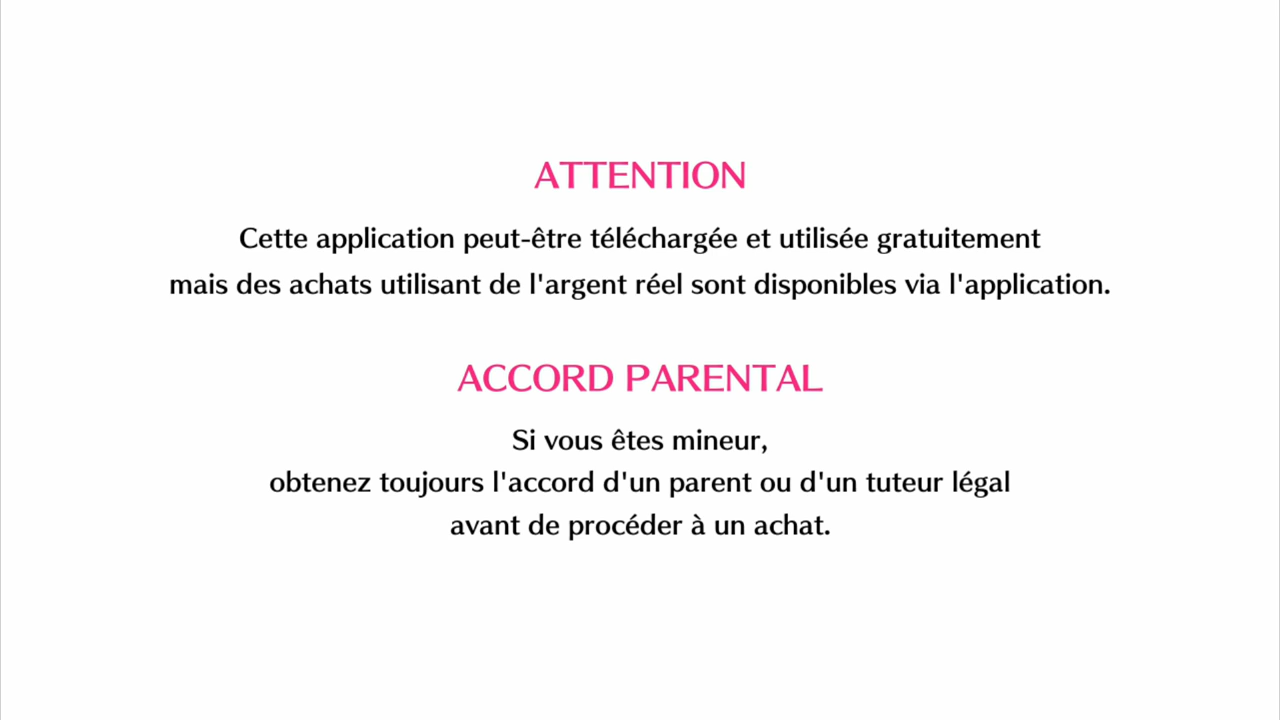 ATTENTION
Cette application peut-être téléchargée et utilisée gratuitement
mais des achats utilisant de l'argent réel sont disponibles via l'application.
ACCORD PARENTAL
Si vous êtes mineur,
obtenez toujours l'accord d'un parent ou d'un tuteur légal
avant de procéder à un achat.